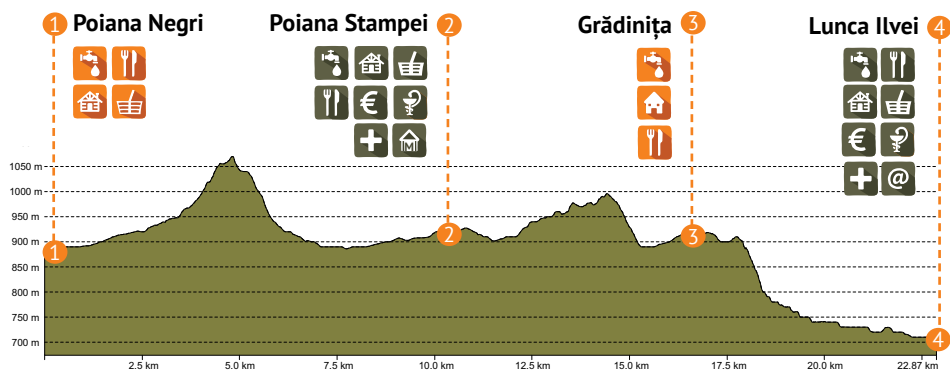 1 Poiana Negri
Poiana Stampei 2
Grădinița 3
Lunca Ilvei 4
€
M
€
@
1050 m
1000 m
950 m
900 m
850 m
800 m
750 m
700 m
1
2
3
4
2.5 km
5.0 km
7.5 km
10.0 km
12.5 km
15.0 km
17.5 km
20.0 km
22.87 km